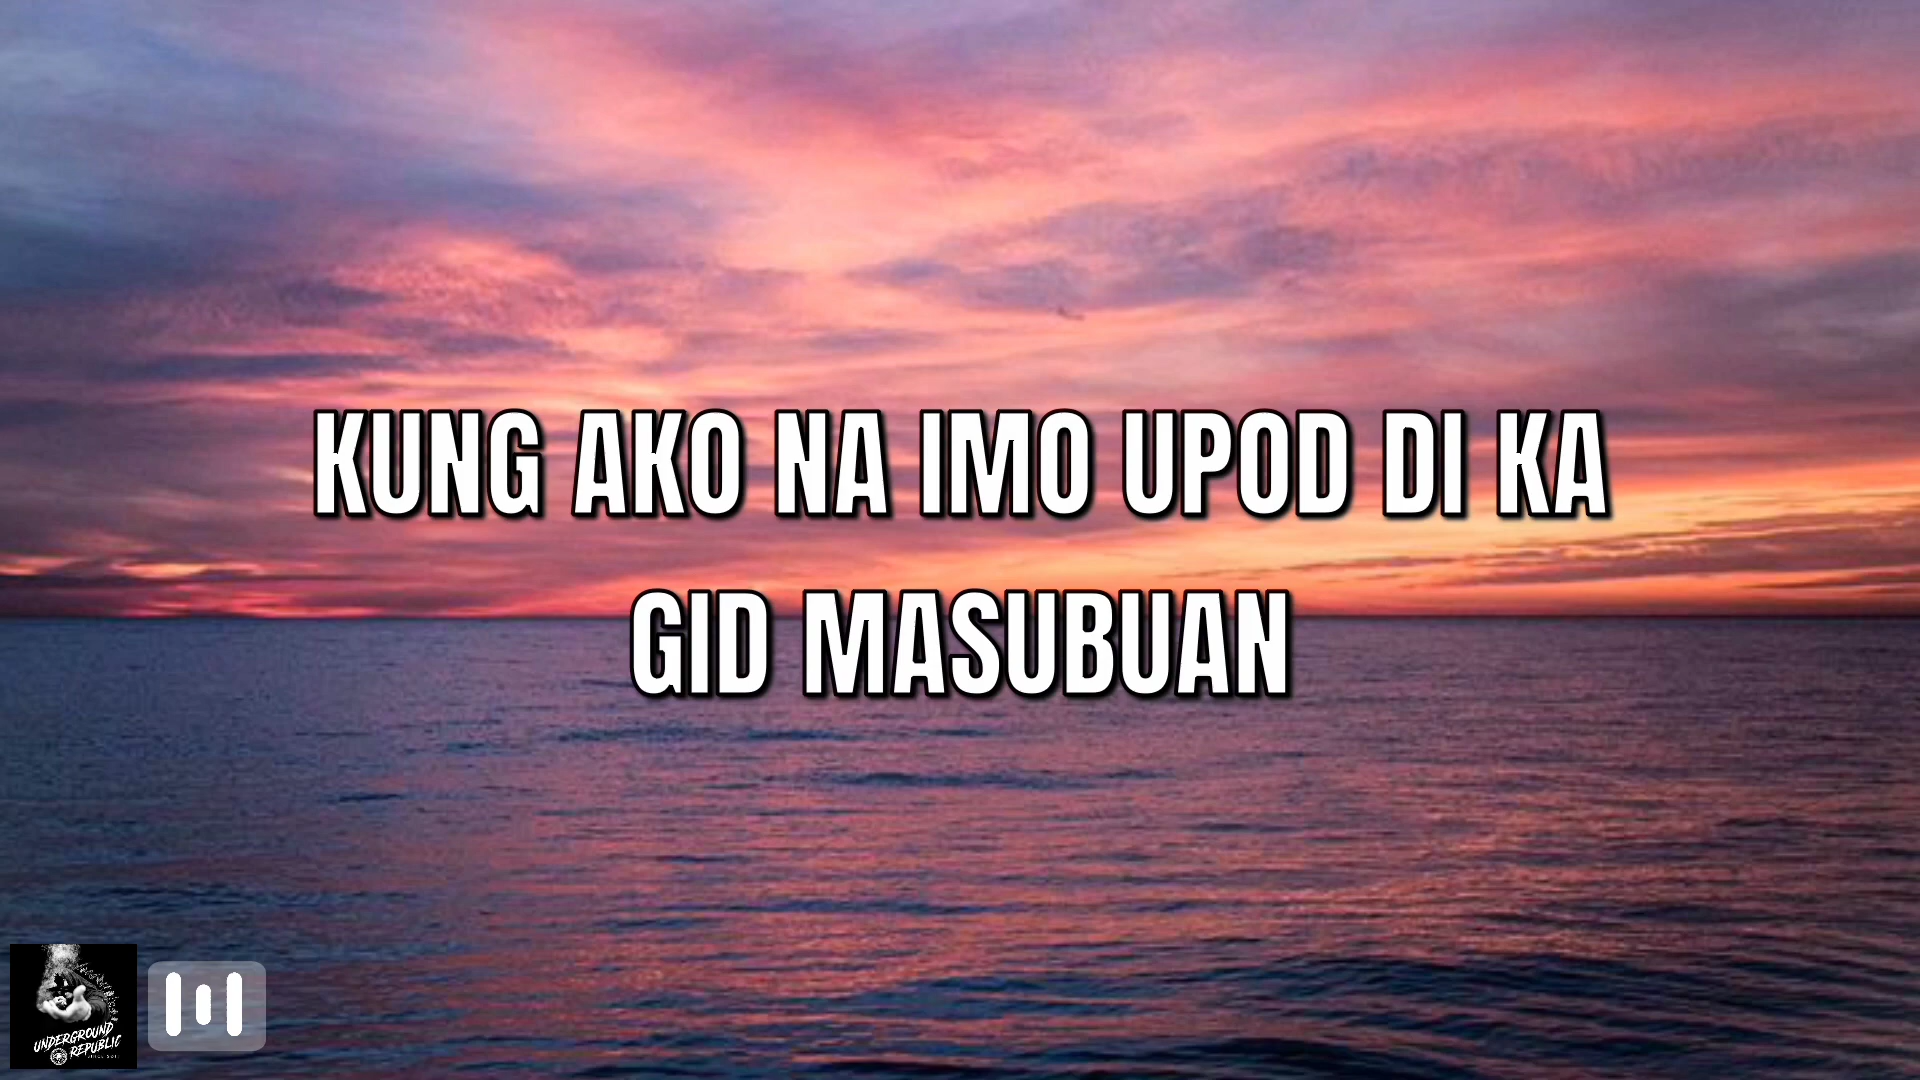 KUNG AKO NA IMO UPOD DI KA
GID MASUBUAN
UNDERGROUND
REPUBLIC